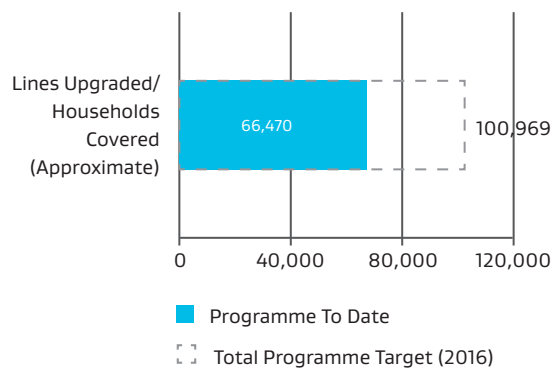 Lines Upgraded/
Households
Covered
(Approximate)
66,470
100,969
0 40,000 80,000 120,000
Programme To Date
Total Programme Target (2016)